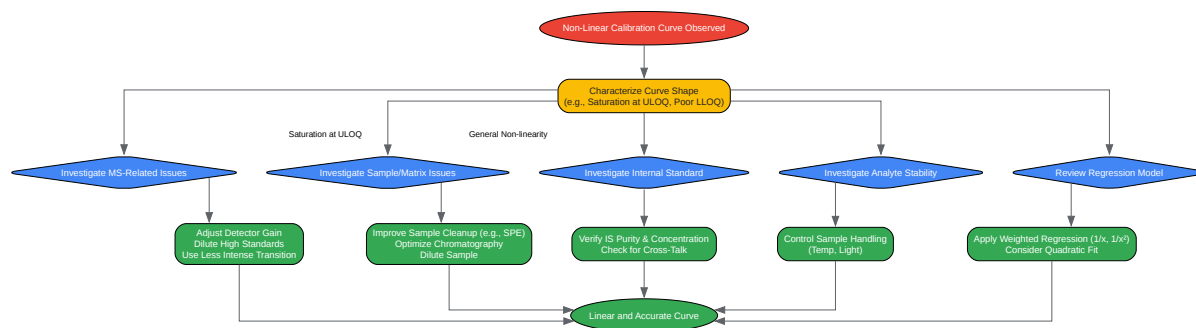 Non-Linear Calibration Curve Observed
Characterize Curve Shape
(e.g., Saturation at ULOQ, Poor LLOQ)
Saturation at ULOQ
General Non-linearity
Investigate MS-Related Issues
Investigate Sample/Matrix Issues
Investigate Internal Standard
Investigate Analyte Stability
Review Regression Model
Adjust Detector Gain
Dilute High Standards
Use Less Intense Transition
Improve Sample Cleanup (e.g., SPE)
Optimize Chromatography
Dilute Sample
Verify IS Purity & Concentration
Check for Cross-Talk
Control Sample Handling
(Temp, Light)
Apply Weighted Regression (1/x, 1/x²)
Consider Quadratic Fit
Linear and Accurate Curve